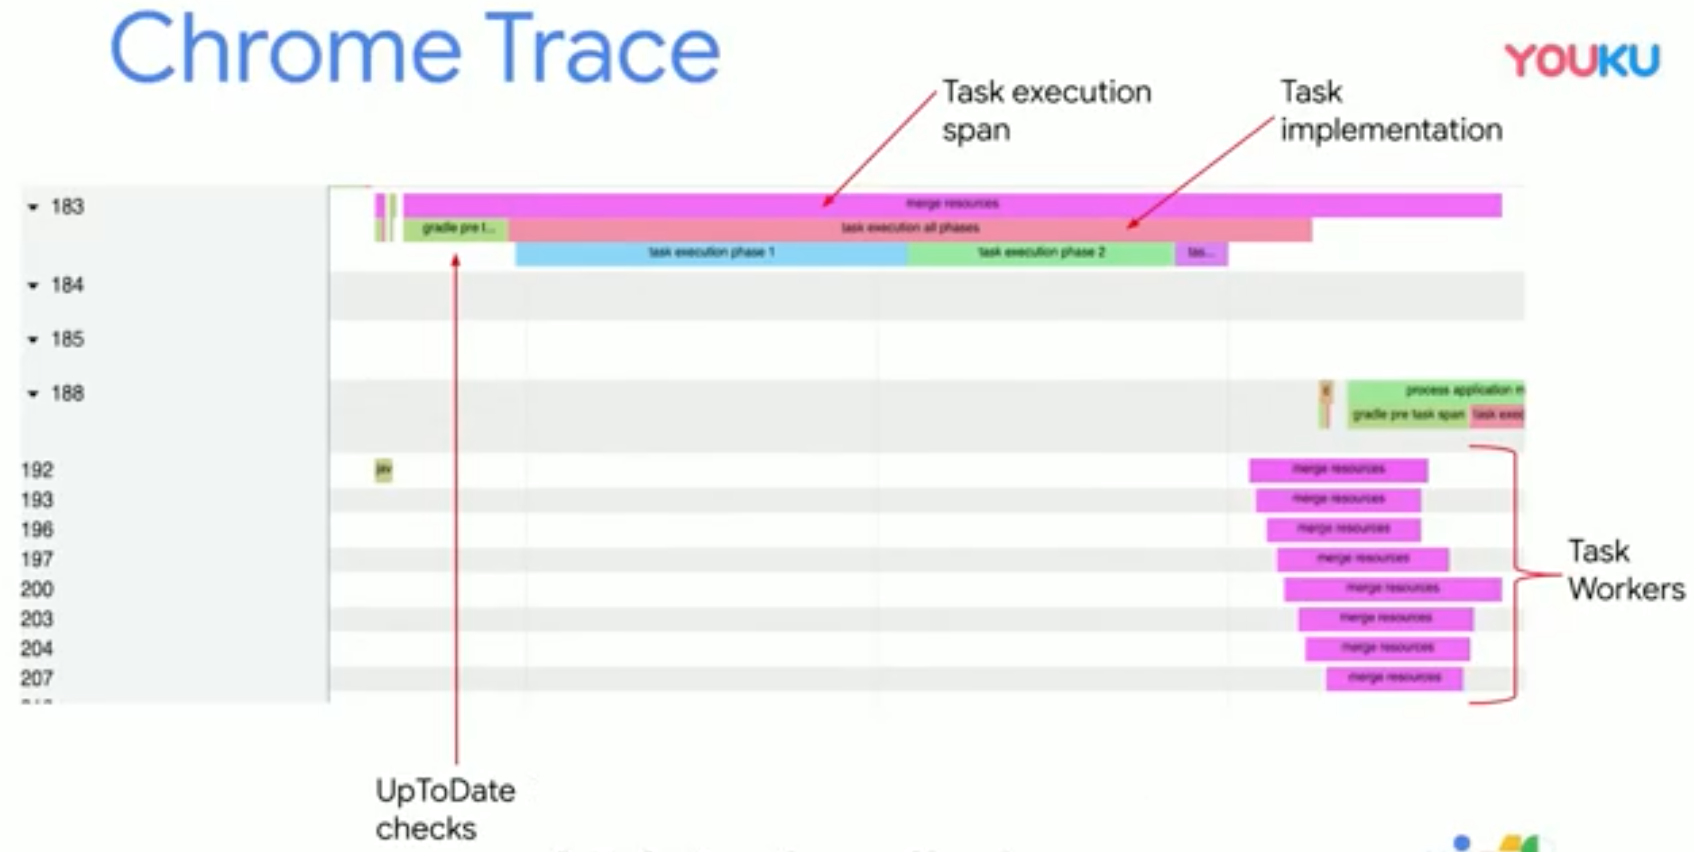 Chrome Trace
YOUKU
Task execution
span
Task
implementation
183
merge resources
gradle pre t...
task execution all phases
task execution phase 1
task execution phase 2
tas...
184
185
188
process application m
gradle pre task span
task exec
192
jav
merge resources
193
merge resources
196
merge resources
197
merge resources
200
merge resources
203
merge resources
204
merge resources
207
merge resources
Task
Workers
UpToDate
checks